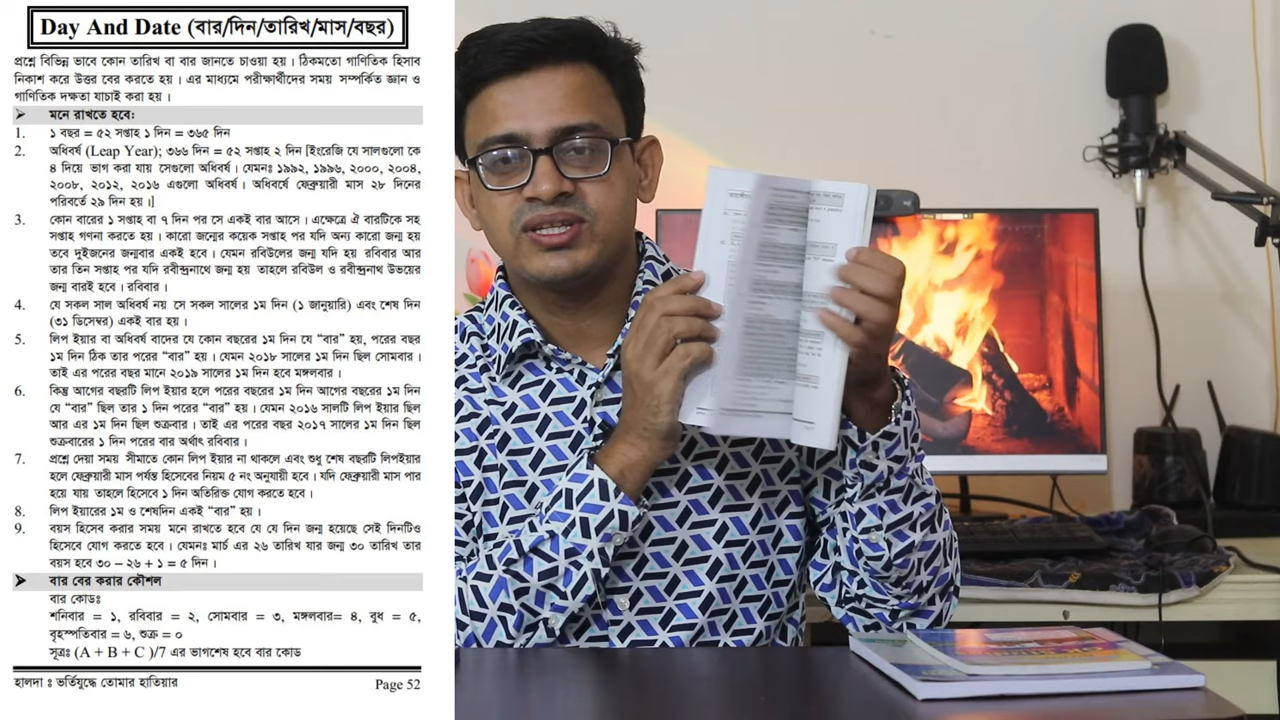 Day And Date (বার/দিন/তারিখ/মাস/বছর)
প্রশ্নে বিভিন্ন ভাবে কোন তারিখ বা বার জানতে চাওয়া হয়। ঠিকমতো গাণিতিক হিসাব
নিকাশ করে উত্তর বের করতে হয়। এর মাধ্যমে পরীক্ষার্থীদের সময় সম্পর্কিত জ্ঞান ও
গাণিতিক দক্ষতা যাচাই করা হয়।
➢ মনে রাখতে হবে:
1. ১ বছর = ৫২ সপ্তাহ ১ দিন = ৩৬৫ দিন
2. অধিবর্ষ (Leap Year); ৩৬৬ দিন = ৫২ সপ্তাহ ২ দিন [ইংরেজি যে সালগুলো কে
৪ দিয়ে ভাগ করা যায় সেগুলো অধিবর্ষ। যেমনঃ ১৯৯২, ১৯৯৬, ২০০০, ২০০৪,
২০০৮, ২০১২, ২০১৬ এগুলো অধিবর্ষ। অধিবর্ষে ফেব্রুয়ারী মাস ২৮ দিনের
পরিবর্তে ২৯ দিন হয়।]
3. কোন বারের ১ সপ্তাহ বা ৭ দিন পর সে একই বার আসে। এক্ষেত্রে ঐ বারটিকে সহ
সপ্তাহ গণনা করতে হয়। কারো জন্মের কয়েক সপ্তাহ পর যদি অন্য কারো জন্ম হয়
তবে দুইজনের জন্মবার একই হবে। যেমন রবিউলের জন্ম যদি হয় রবিবার আর
তার তিন সপ্তাহ পর যদি রবীন্দ্রনাথে জন্ম হয় তাহলে রবিউল ও রবীন্দ্রনাথ উভয়ের
জন্ম বারই হবে। রবিবার।
4. যে সকল সাল অধিবর্ষ নয় সে সকল সালের ১ম দিন (১ জানুয়ারি) এবং শেষ দিন
(৩১ ডিসেম্বর) একই বার হয়।
5. লিপ ইয়ার বা অধিবর্ষ বাদের যে কোন বছরের ১ম দিন যে “বার” হয়, পরের বছর
১ম দিন ঠিক তার পরের “বার” হয়। যেমন ২০১৮ সালের ১ম দিন ছিল সোমবার।
তাই এর পরের বছর মানে ২০১৯ সালের ১ম দিন হবে মঙ্গলবার।
6. কিন্তু আগের বছরটি লিপ ইয়ার হলে পরের বছরের ১ম দিন আগের বছরের ১ম দিন
যে “বার” ছিল তার ১ দিন পরের “বার” হয়। যেমন ২০১৬ সালটি লিপ ইয়ার ছিল
আর এর ১ম দিন ছিল শুক্রবার। তাই এর পরের বছর ২০১৭ সালের ১ম দিন ছিল
শুক্রবারের ১ দিন পরের বার অর্থাৎ রবিবার।
7. প্রশ্নে দেয়া সময় সীমাতে কোন লিপ ইয়ার না থাকলে এবং শুধু শেষ বছরটি লিপইয়ার
হলে ফেব্রুয়ারী মাস পর্যন্ত হিসেবের নিয়ম ৫ নং অনুযায়ী হবে। যদি ফেব্রুয়ারী মাস পার
হয়ে যায় তাহলে হিসেবে ১ দিন অতিরিক্ত যোগ করতে হবে।
8. লিপ ইয়ারের ১ম ও শেষদিন একই “বার” হয়।
9. বয়স হিসেব করার সময় মনে রাখতে হবে যে যে দিন জন্ম হয়েছে সেই দিনটিও
হিসেবে যোগ করতে হবে। যেমনঃ মার্চ এর ২৬ তারিখ যার জন্ম ৩০ তারিখ তার
বয়স হবে ৩০ – ২৬ + ১ = ৫ দিন।
➢ বার বের করার কৌশল
বার কোডঃ
শনিবার = ১, রবিবার = ২, সোমবার = ৩, মঙ্গলবার= ৪, বুধ = ৫,
বৃহস্পতিবার = ৬, শুক্র = ০
সূত্রঃ (A + B + C )/7 এর ভাগশেষ হবে বার কোড
হালদা ঃ ভর্তিযুদ্ধে তোমার হাতিয়ার Page 52